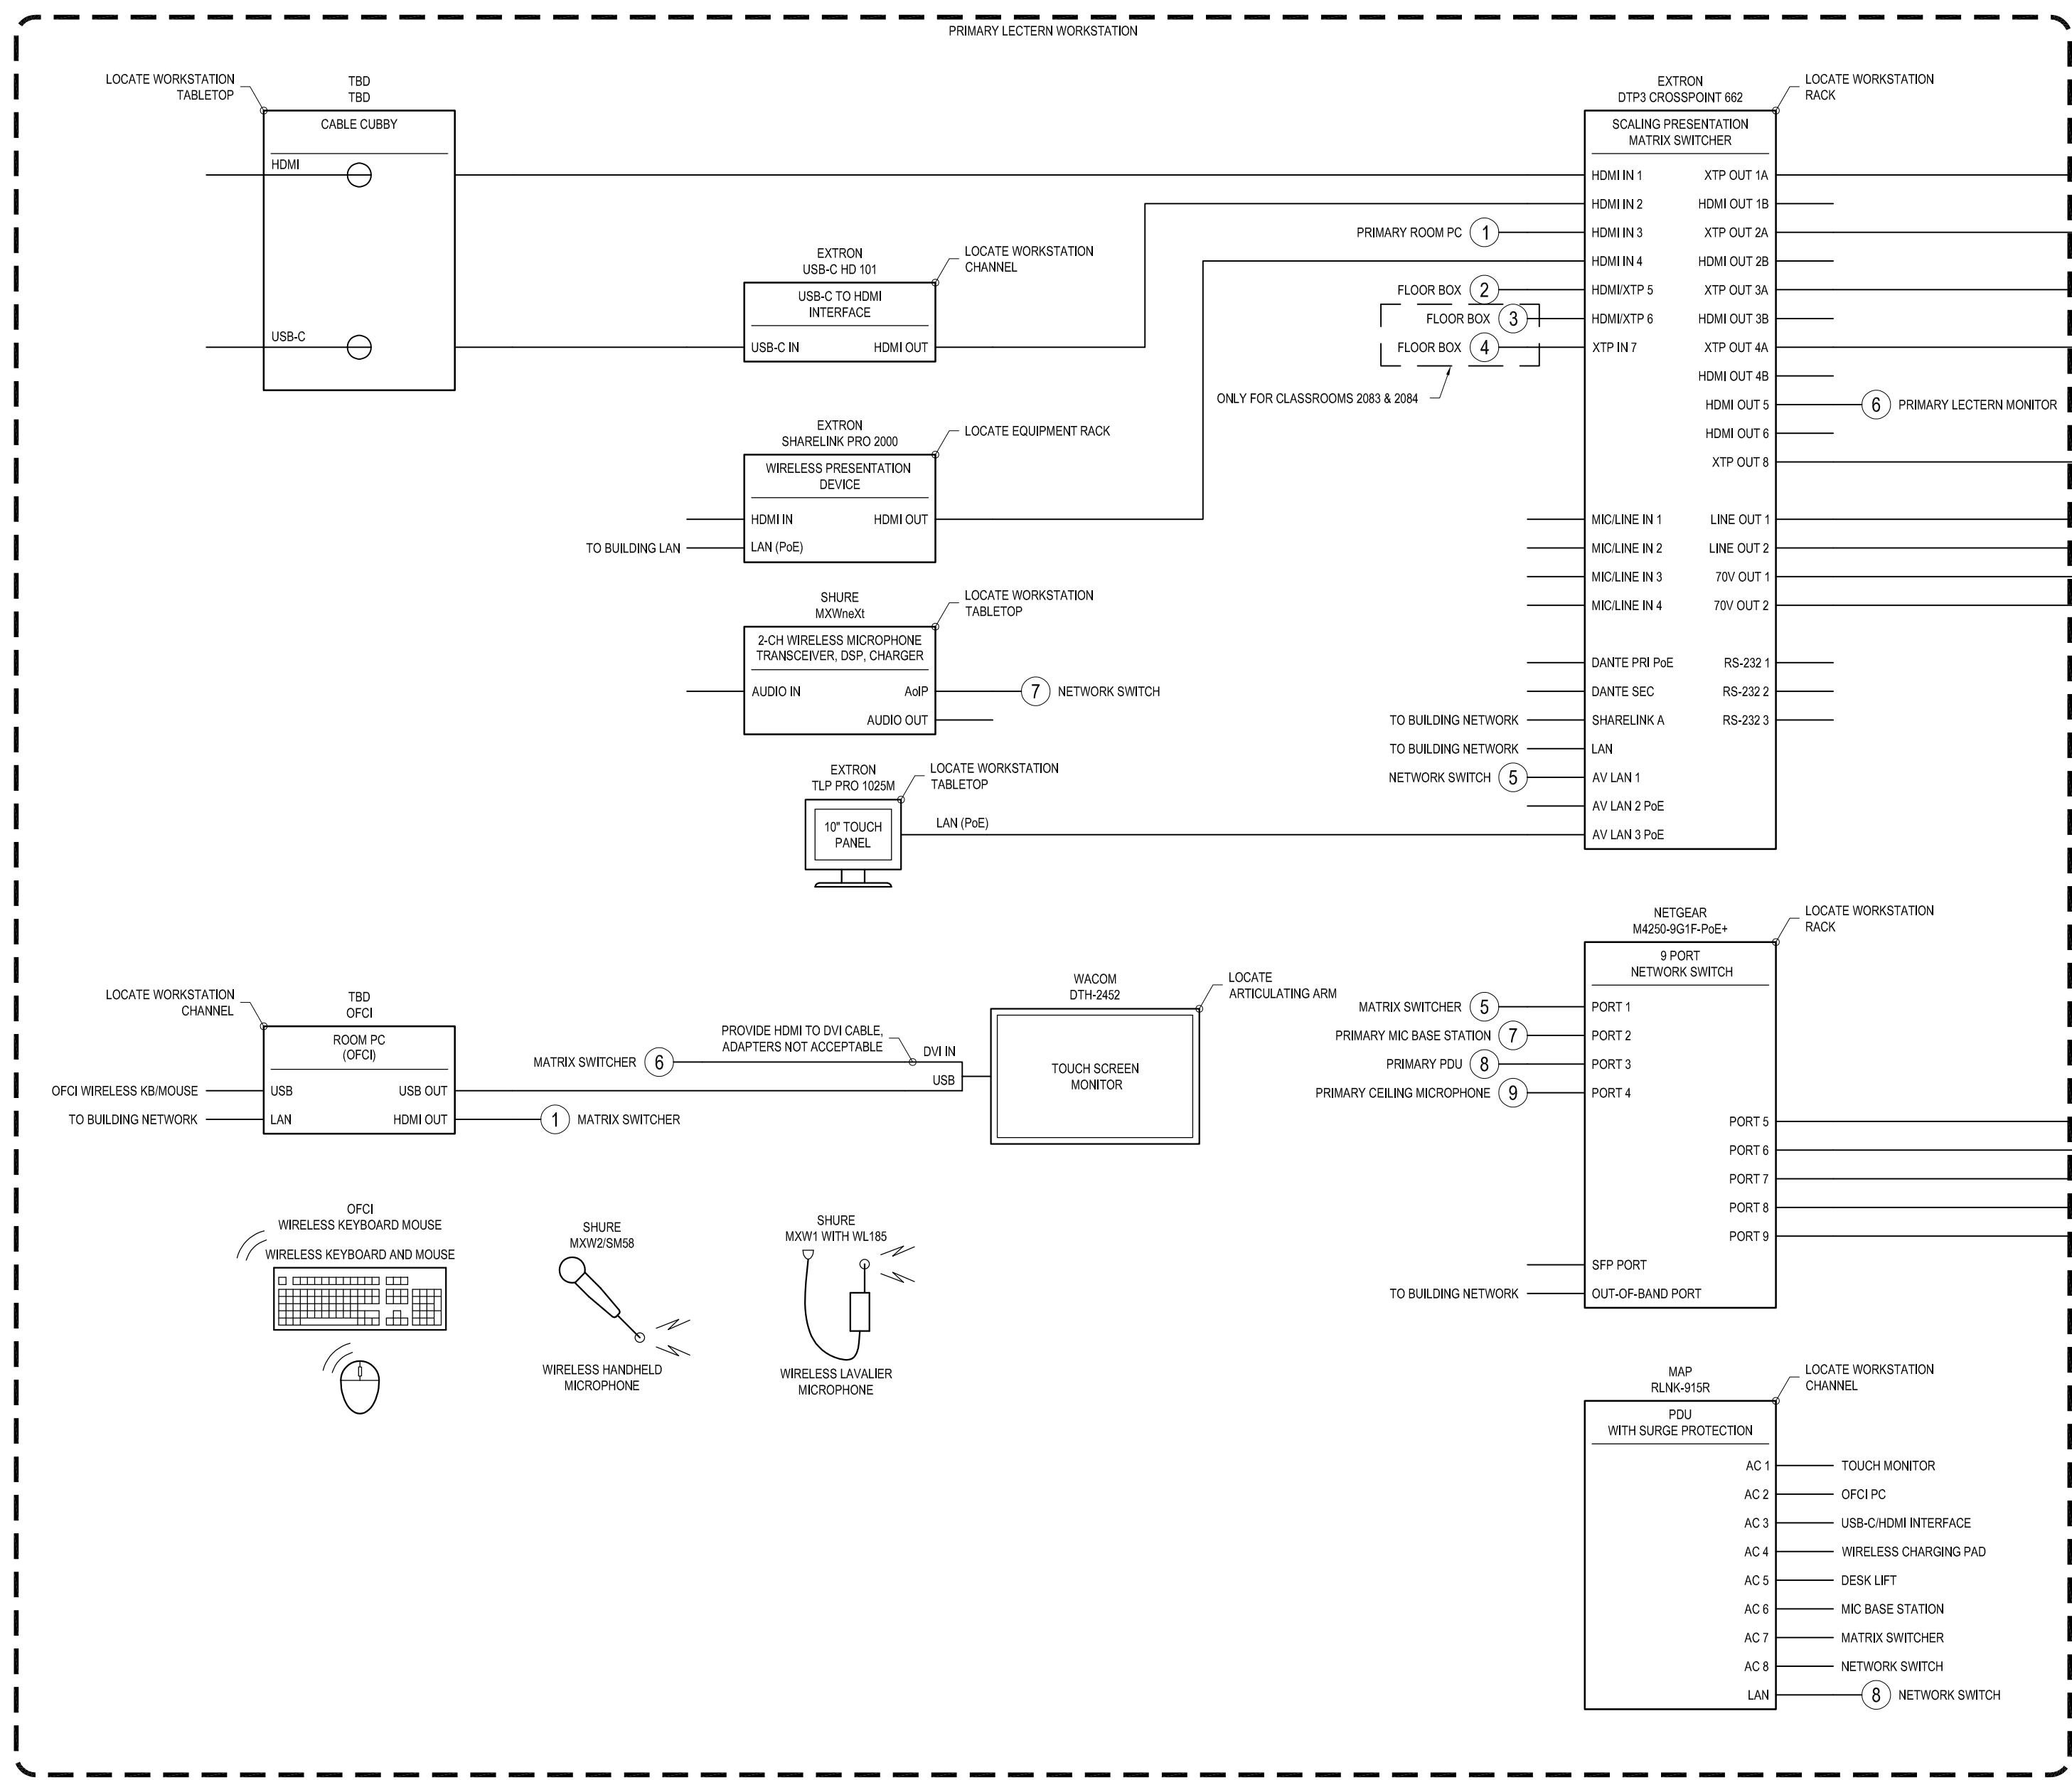 PRIMARY LECTERN WORKSTATION
LOCATE WORKSTATION
TABLETOP
TBD
TBD
CABLE CUBBY
HDMI
USB-C
EXTRON
USB-C HD 101
LOCATE WORKSTATION
CHANNEL
USB-C TO HDMI
INTERFACE
USB-C IN
HDMI OUT
EXTRON
SHARELINK PRO 2000
LOCATE EQUIPMENT RACK
WIRELESS PRESENTATION
DEVICE
HDMI IN
HDMI OUT
TO BUILDING LAN
LAN (PoE)
SHURE
MXWneXt
LOCATE WORKSTATION
TABLETOP
2-CH WIRELESS MICROPHONE
TRANSCEIVER, DSP, CHARGER
AUDIO IN
AoIP
7 NETWORK SWITCH
AUDIO OUT
EXTRON
TLP PRO 1025M
LOCATE WORKSTATION
TABLETOP
10" TOUCH
PANEL
LAN (PoE)
EXTRON
DTP3 CROSSPOINT 662
LOCATE WORKSTATION
RACK
SCALING PRESENTATION
MATRIX SWITCHER
HDMI IN 1
XTP OUT 1A
HDMI IN 2
HDMI OUT 1B
PRIMARY ROOM PC 1
HDMI IN 3
XTP OUT 2A
HDMI IN 4
HDMI OUT 2B
FLOOR BOX 2
HDMI/XTP 5
XTP OUT 3A
FLOOR BOX 3
HDMI/XTP 6
HDMI OUT 3B
FLOOR BOX 4
XTP IN 7
XTP OUT 4A
HDMI OUT 4B
ONLY FOR CLASSROOMS 2083 & 2084
HDMI OUT 5
6 PRIMARY LECTERN MONITOR
HDMI OUT 6
XTP OUT 8
MIC/LINE IN 1
LINE OUT 1
MIC/LINE IN 2
LINE OUT 2
MIC/LINE IN 3
70V OUT 1
MIC/LINE IN 4
70V OUT 2
DANTE PRI PoE
RS-232 1
DANTE SEC
RS-232 2
TO BUILDING NETWORK
SHARELINK A
RS-232 3
TO BUILDING NETWORK
LAN
NETWORK SWITCH 5
AV LAN 1
AV LAN 2 PoE
AV LAN 3 PoE
LOCATE WORKSTATION
CHANNEL
TBD
OFCI
ROOM PC
(OFCI)
OFCI WIRELESS KB/MOUSE
USB
USB OUT
TO BUILDING NETWORK
LAN
HDMI OUT
1 MATRIX SWITCHER
PROVIDE HDMI TO DVI CABLE,
ADAPTERS NOT ACCEPTABLE
MATRIX SWITCHER 6
DVI IN
USB
WACOM
DTH-2452
LOCATE
ARTICULATING ARM
TOUCH SCREEN
MONITOR
NETGEAR
M4250-9G1F-PoE+
LOCATE WORKSTATION
RACK
9 PORT
NETWORK SWITCH
MATRIX SWITCHER 5
PORT 1
PRIMARY MIC BASE STATION 7
PORT 2
PRIMARY PDU 8
PORT 3
PRIMARY CEILING MICROPHONE 9
PORT 4
PORT 5
PORT 6
PORT 7
PORT 8
PORT 9
SFP PORT
TO BUILDING NETWORK
OUT-OF-BAND PORT
OFCI
WIRELESS KEYBOARD MOUSE
WIRELESS KEYBOARD AND MOUSE
SHURE
MXW2/SM58
WIRELESS HANDHELD
MICROPHONE
SHURE
MXW1 WITH WL185
WIRELESS LAVALIER
MICROPHONE
MAP
RLNK-915R
LOCATE WORKSTATION
CHANNEL
PDU
WITH SURGE PROTECTION
AC 1
TOUCH MONITOR
AC 2
OFCI PC
AC 3
USB-C/HDMI INTERFACE
AC 4
WIRELESS CHARGING PAD
AC 5
DESK LIFT
AC 6
MIC BASE STATION
AC 7
MATRIX SWITCHER
AC 8
NETWORK SWITCH
LAN
8 NETWORK SWITCH